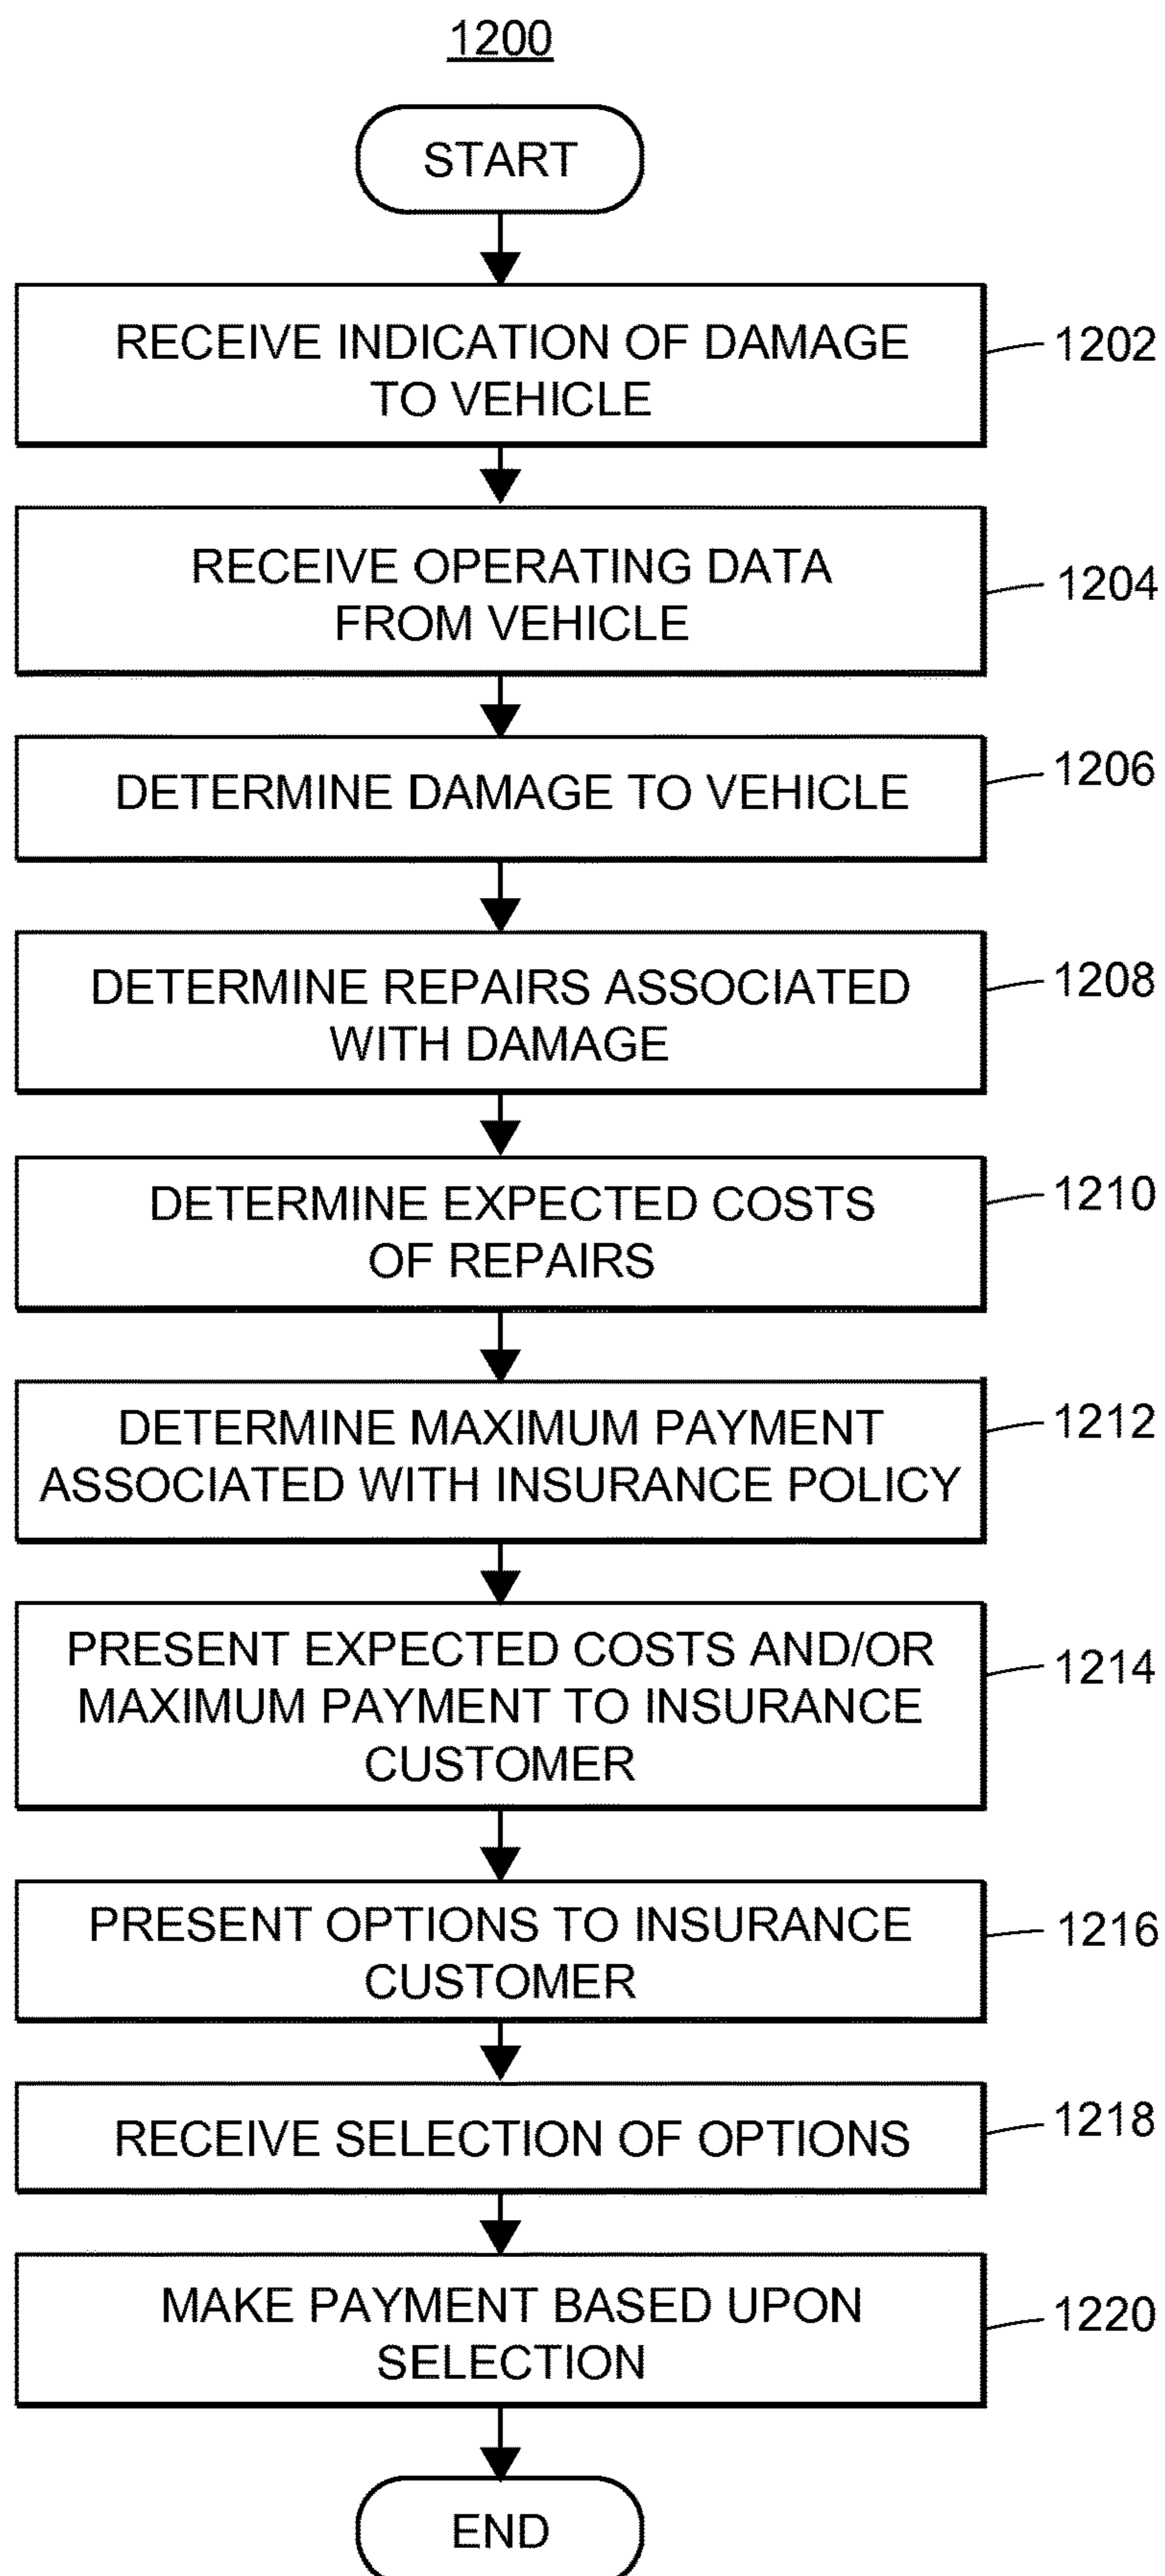 1200
START
RECEIVE INDICATION OF DAMAGE
TO VEHICLE
1202
RECEIVE OPERATING DATA
FROM VEHICLE
1204
DETERMINE DAMAGE TO VEHICLE
1206
DETERMINE REPAIRS ASSOCIATED
WITH DAMAGE
1208
DETERMINE EXPECTED COSTS
OF REPAIRS
1210
DETERMINE MAXIMUM PAYMENT
ASSOCIATED WITH INSURANCE POLICY
1212
PRESENT EXPECTED COSTS AND/OR
MAXIMUM PAYMENT TO INSURANCE
CUSTOMER
1214
PRESENT OPTIONS TO INSURANCE
CUSTOMER
1216
RECEIVE SELECTION OF OPTIONS
1218
MAKE PAYMENT BASED UPON
SELECTION
1220
END